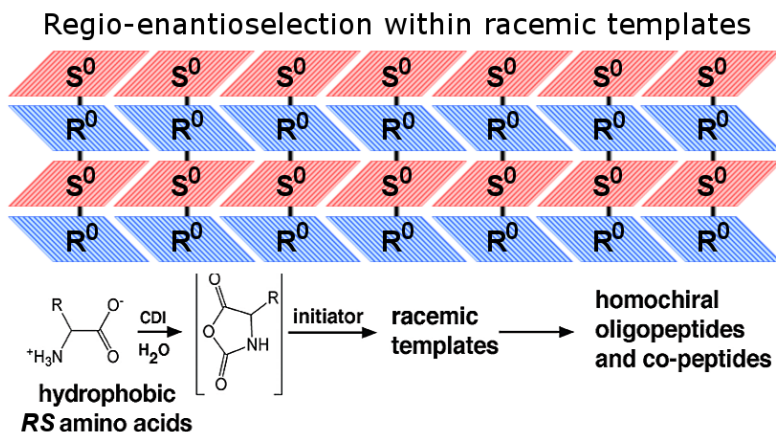 Regio-enantioselection within racemic templates
S⁰ S⁰ S⁰ S⁰ S⁰ S⁰ S⁰
R⁰ R⁰ R⁰ R⁰ R⁰ R⁰ R⁰
S⁰ S⁰ S⁰ S⁰ S⁰ S⁰ S⁰
R⁰ R⁰ R⁰ R⁰ R⁰ R⁰ R⁰
R O⁻ O ⁺H₃N
CDI
H₂O
O R O NH O
initiator
racemic
templates
homochiral
oligopeptides
and co-peptides
hydrophobic
RS amino acids